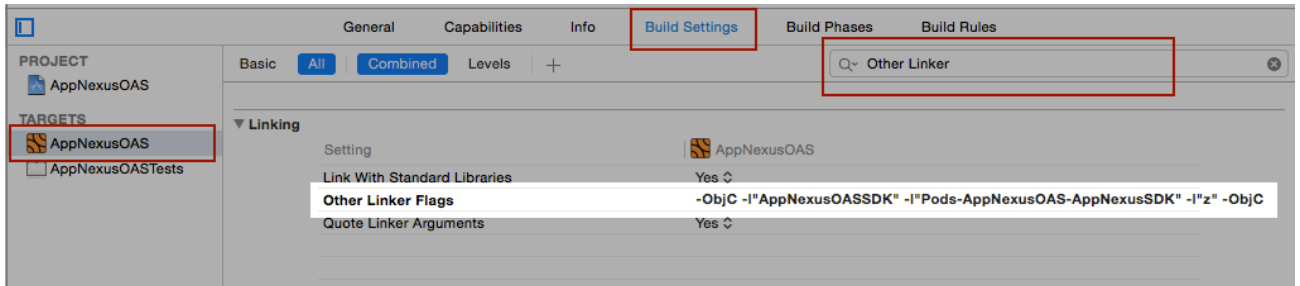 General Capabilities Info Build Settings Build Phases Build Rules
PROJECT
AppNexusOAS
TARGETS
AppNexusOAS
AppNexusOASTests
Basic All Combined Levels + Other Linker
Linking
Setting AppNexusOAS
Link With Standard Libraries Yes
Other Linker Flags -ObjC -l"AppNexusOASSDK" -l"Pods-AppNexusOAS-AppNexusSDK" -l"z" -ObjC
Quote Linker Arguments Yes